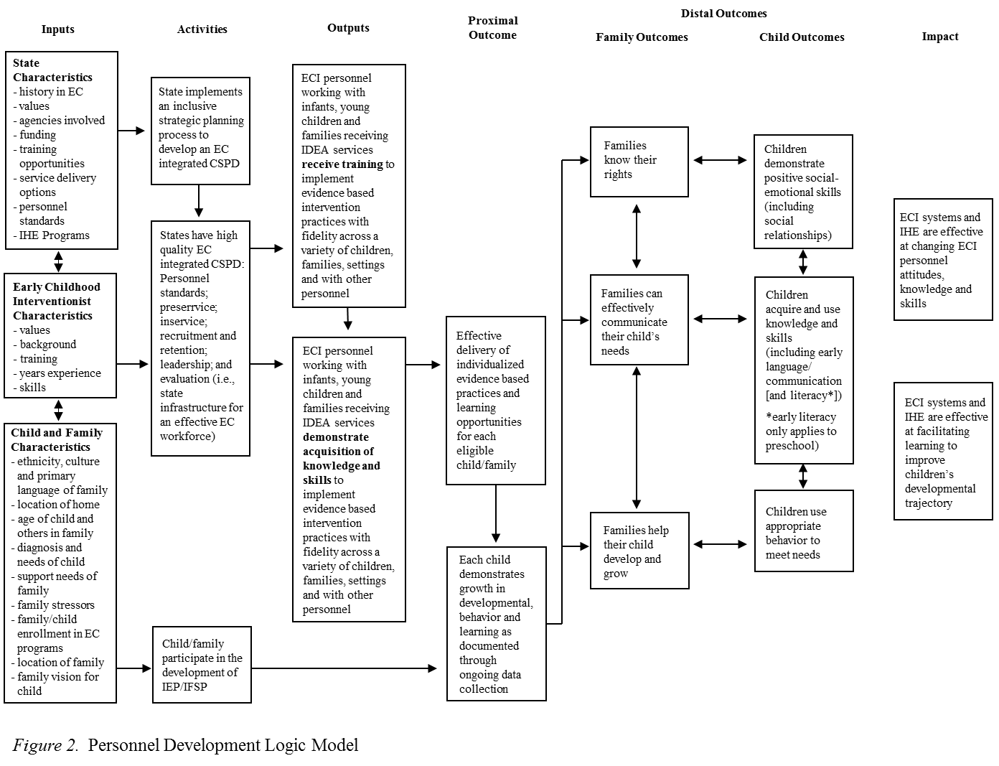 Inputs
Activities
Outputs
Proximal
Outcome
Distal Outcomes
Family Outcomes
Child Outcomes
Impact
State
Characteristics
- history in EC
- values
- agencies involved
- funding
- training
opportunities
- service delivery
options
- personnel
standards
- IHE Programs
Early Childhood
Interventionist
Characteristics
- values
- background
- training
- years experience
- skills
Child and Family
Characteristics
- ethnicity, culture
and primary
language of family
- location of home
- age of child and
others in family
- diagnosis and
needs of child
- support needs of
family
- family stressors
- family/child
enrollment in EC
programs
- location of family
- family vision for
child
State implements
an inclusive
strategic planning
process to
develop an EC
integrated CSPD
States have high
quality EC
integrated CSPD:
Personnel
standards;
preserrvice;
inservice;
recruitment and
retention;
leadership; and
evaluation (i.e.,
state
infrastructure for
an effective EC
workforce)
Child/family
participate in the
development of
IEP/IFSP
ECI personnel
working with
infants, young
children and
families receiving
IDEA services
receive training to
implement
evidence based
intervention
practices with
fidelity across a
variety of children,
families, settings
and with other
personnel
ECI personnel
working with
infants, young
children and
families receiving
IDEA services
demonstrate
acquisition of
knowledge and
skills to
implement
evidence based
intervention
practices with
fidelity across a
variety of children,
families, settings
and with other
personnel
Effective
delivery of
individualized
evidence based
practices and
learning
opportunities
for each
eligible
child/family
Each child
demonstrates
growth in
developmental,
behavior and
learning as
documented
through
ongoing data
collection
Families
know their
rights
Families can
effectively
communicate
their child’s
needs
Families help
their child
develop and
grow
Children
demonstrate
positive social-
emotional skills
(including
social
relationships)
Children
acquire and use
knowledge and
skills
(including early
language/
communication
[and literacy*])
*early literacy
only applies to
preschool)
Children use
appropriate
behavior to
meet needs
ECI systems and
IHE are effective
at changing ECI
personnel
attitudes,
knowledge and
skills
ECI systems and
IHE are effective
at facilitating
learning to
improve
children’s
developmental
trajectory
Figure 2. Personnel Development Logic Model